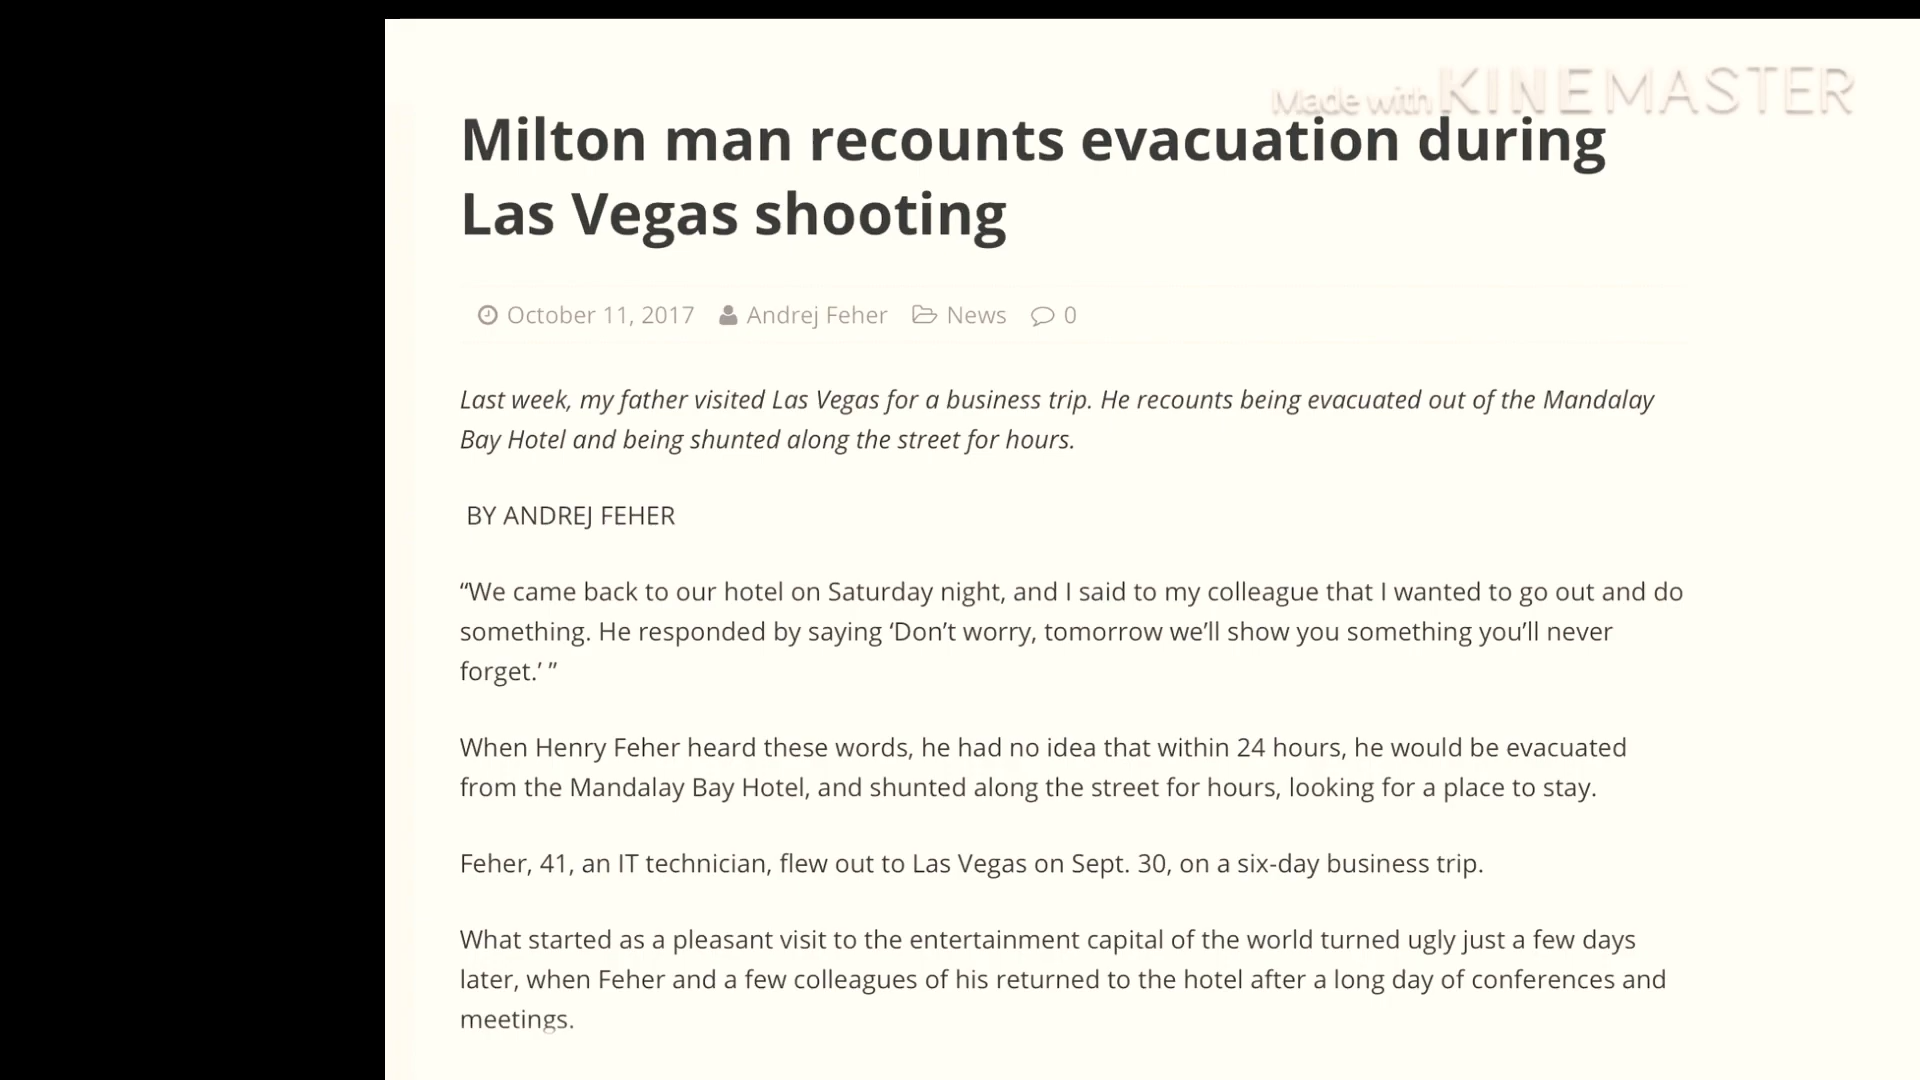 Made with KINEMASTER
Milton man recounts evacuation during
Las Vegas shooting
October 11, 2017 Andrej Feher News 0
Last week, my father visited Las Vegas for a business trip. He recounts being evacuated out of the Mandalay
Bay Hotel and being shunted along the street for hours.
BY ANDREJ FEHER
“We came back to our hotel on Saturday night, and I said to my colleague that I wanted to go out and do
something. He responded by saying ‘Don’t worry, tomorrow we’ll show you something you’ll never
forget.’ ”
When Henry Feher heard these words, he had no idea that within 24 hours, he would be evacuated
from the Mandalay Bay Hotel, and shunted along the street for hours, looking for a place to stay.
Feher, 41, an IT technician, flew out to Las Vegas on Sept. 30, on a six-day business trip.
What started as a pleasant visit to the entertainment capital of the world turned ugly just a few days
later, when Feher and a few colleagues of his returned to the hotel after a long day of conferences and
meetings.